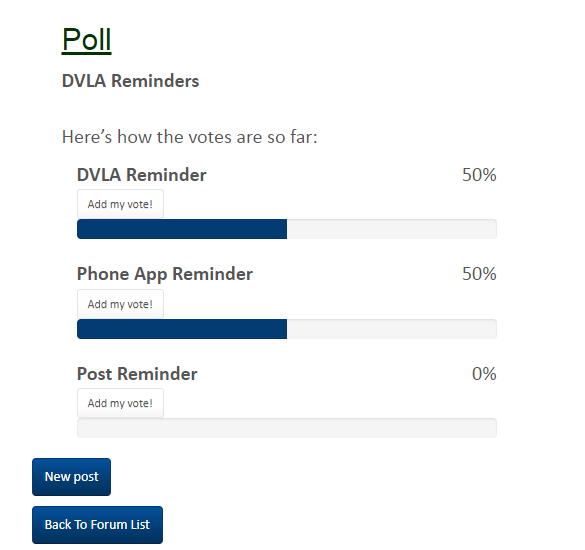 Poll
DVLA Reminders
Here’s how the votes are so far:
DVLA Reminder 50%
Add my vote!
Phone App Reminder 50%
Add my vote!
Post Reminder 0%
Add my vote!
New post
Back To Forum List